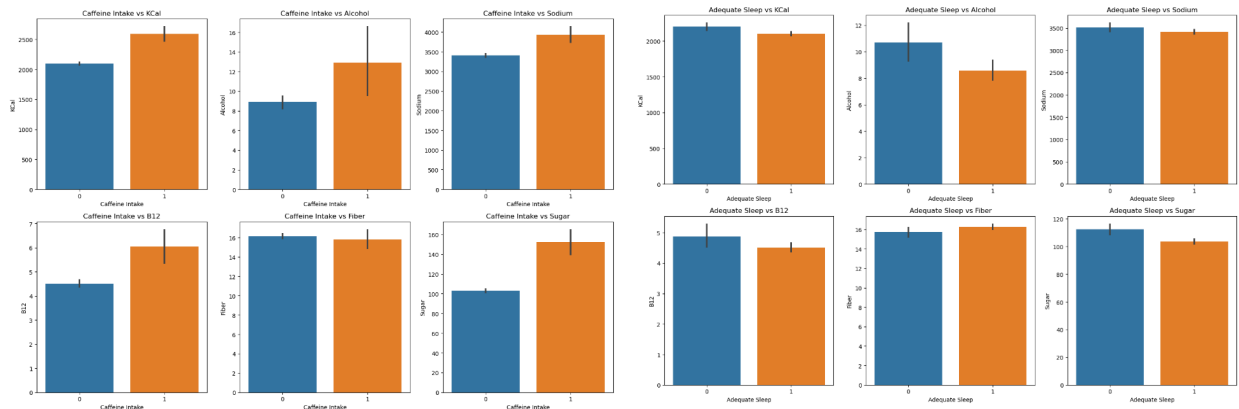 Caffeine Intake vs KCal
2500
2000
1500
1000
500
0
KCal
0 1
Caffeine Intake
Caffeine Intake vs Alcohol
16
14
12
10
8
6
4
2
0
Alcohol
0 1
Caffeine Intake
Caffeine Intake vs Sodium
4000
3500
3000
2500
2000
1500
1000
500
0
Sodium
0 1
Caffeine Intake
Adequate Sleep vs KCal
2000
1500
1000
500
0
KCal
0 1
Adequate Sleep
Adequate Sleep vs Alcohol
12
10
8
6
4
2
0
Alcohol
0 1
Adequate Sleep
Adequate Sleep vs Sodium
3500
3000
2500
2000
1500
1000
500
0
Sodium
0 1
Adequate Sleep
Caffeine Intake vs B12
7
6
5
4
3
2
1
0
B12
0 1
Caffeine Intake
Caffeine Intake vs Fiber
16
14
12
10
8
6
4
2
0
Fiber
0 1
Caffeine Intake
Caffeine Intake vs Sugar
160
140
120
100
80
60
40
20
0
Sugar
0 1
Caffeine Intake
Adequate Sleep vs B12
5
4
3
2
1
0
B12
0 1
Adequate Sleep
Adequate Sleep vs Fiber
16
14
12
10
8
6
4
2
0
Fiber
0 1
Adequate Sleep
Adequate Sleep vs Sugar
120
100
80
60
40
20
0
Sugar
0 1
Adequate Sleep